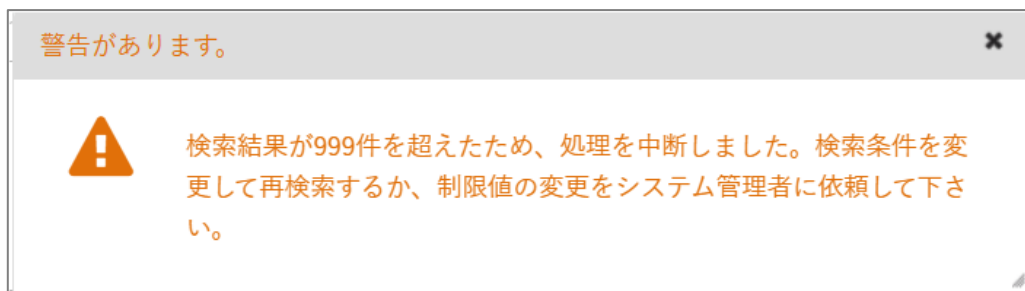 警告があります。
検索結果が999件を超えたため、処理を中断しました。検索条件を変
更して再検索するか、制限値の変更をシステム管理者に依頼して下さ
い。